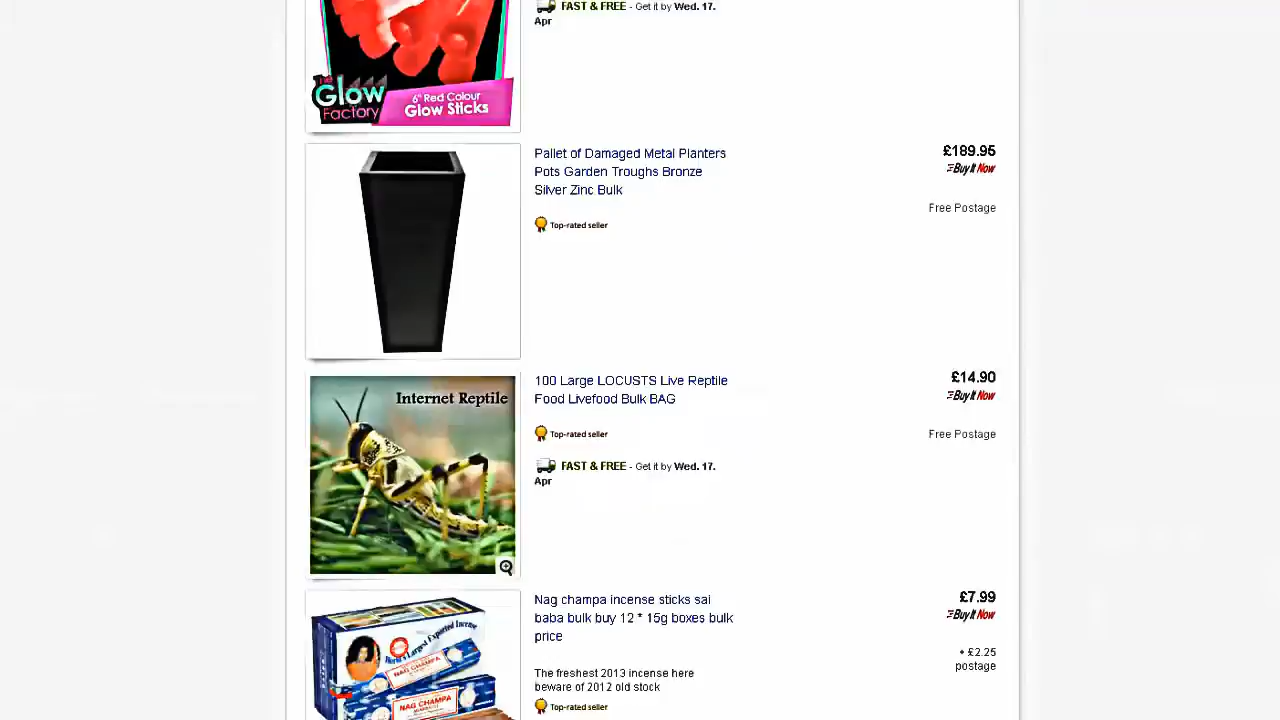 FAST & FREE - Get it by Wed. 17.
Apr
The
Glow
Factory
6" Red Colour
Glow Sticks
Pallet of Damaged Metal Planters
Pots Garden Troughs Bronze
Silver Zinc Bulk
Top-rated seller
£189.95
Buy It Now
Free Postage
Internet Reptile
100 Large LOCUSTS Live Reptile
Food Livefood Bulk BAG
Top-rated seller
FAST & FREE - Get it by Wed. 17.
Apr
£14.90
Buy It Now
Free Postage
World's Largest Exported Incense
NAG CHAMPA
NAG CHAMPA
Nag champa incense sticks sai
baba bulk buy 12 * 15g boxes bulk
price
The freshest 2013 incense here
beware of 2012 old stock
Top-rated seller
£7.99
Buy It Now
+ £2.25
postage